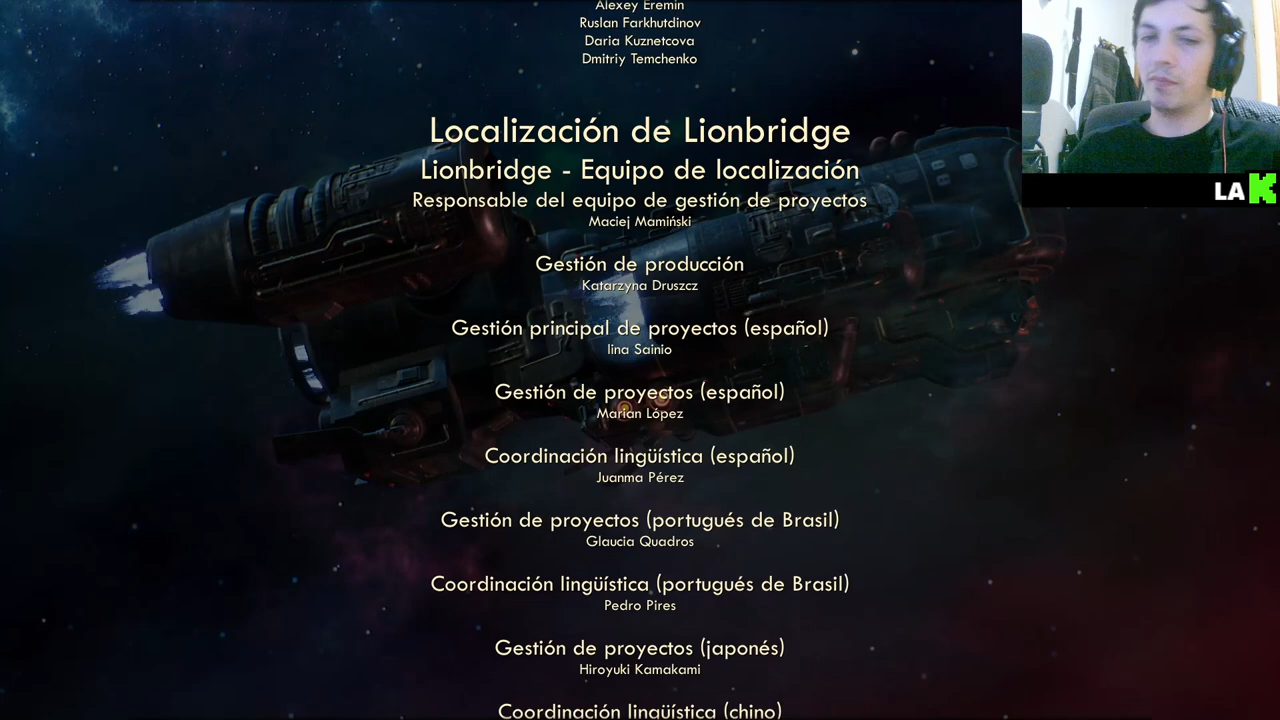 Alexey Eremin
Ruslan Farkhutdinov
Daria Kuznetcova
Dmitriy Temchenko
Localización de Lionbridge
Lionbridge - Equipo de localización
Responsable del equipo de gestión de proyectos
Maciej Mamiński
Gestión de producción
Katarzyna Druszcz
Gestión principal de proyectos (español)
Iina Sainio
Gestión de proyectos (español)
Marian López
Coordinación lingüística (español)
Juanma Pérez
Gestión de proyectos (portugués de Brasil)
Glaucia Quadros
Coordinación lingüística (portugués de Brasil)
Pedro Pires
Gestión de proyectos (japonés)
Hiroyuki Kamakami
Coordinación lingüística (chino)
LA K